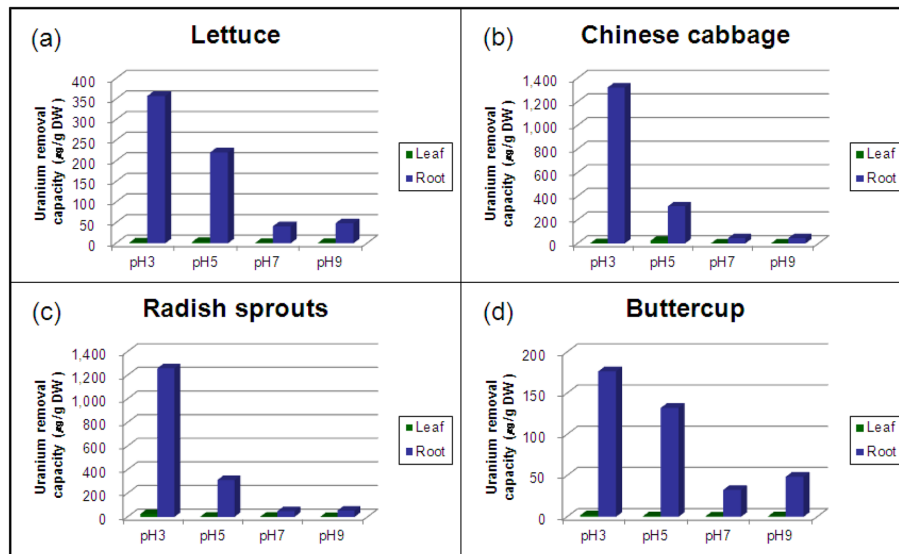 (a) Lettuce
Uranium removal
capacity (㎍/g DW)
400
350
300
250
200
150
100
50
0
pH3 pH5 pH7 pH9
Leaf
Root
(b) Chinese cabbage
Uranium removal
capacity (㎍/g DW)
1,400
1,200
1,000
800
600
400
200
0
pH3 pH5 pH7 pH9
Leaf
Root
(c) Radish sprouts
Uranium removal
capacity (㎍/g DW)
1,400
1,200
1,000
800
600
400
200
0
pH3 pH5 pH7 pH9
Leaf
Root
(d) Buttercup
Uranium removal
capacity (㎍/g DW)
200
150
100
50
0
pH3 pH5 pH7 pH9
Leaf
Root